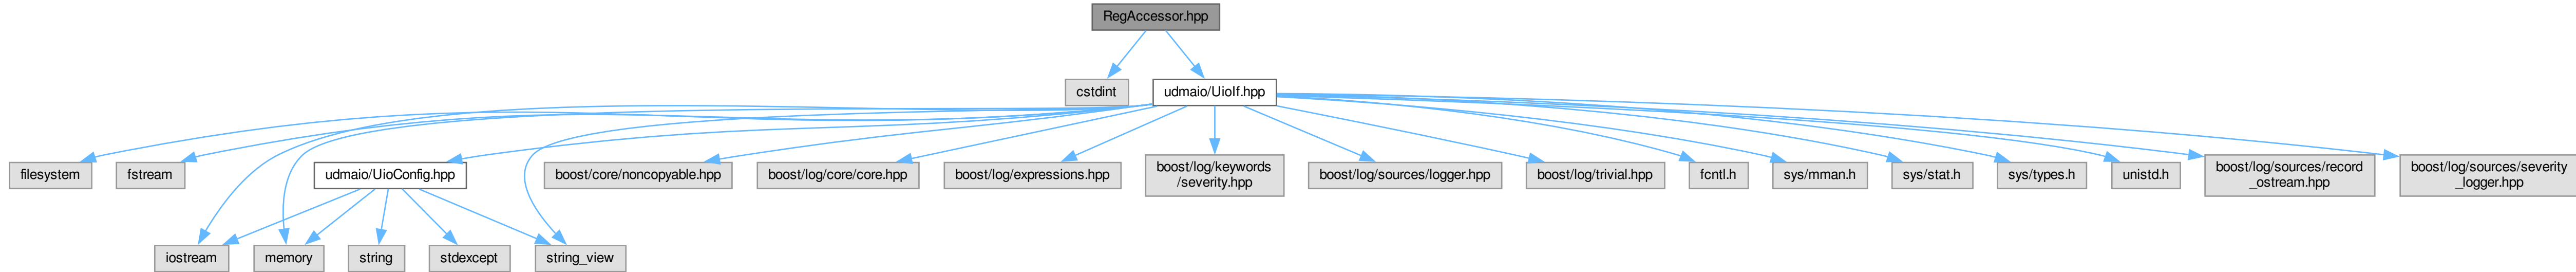 RegAccessor.hpp
cstdint
udmaio/UioIf.hpp
filesystem
fstream
udmaio/UioConfig.hpp
boost/core/noncopyable.hpp
boost/log/core/core.hpp
boost/log/expressions.hpp
boost/log/keywords
/severity.hpp
boost/log/sources/logger.hpp
boost/log/trivial.hpp
fcntl.h
sys/mman.h
sys/stat.h
sys/types.h
unistd.h
boost/log/sources/record
_ostream.hpp
boost/log/sources/severity
_logger.hpp
iostream
memory
string
stdexcept
string_view